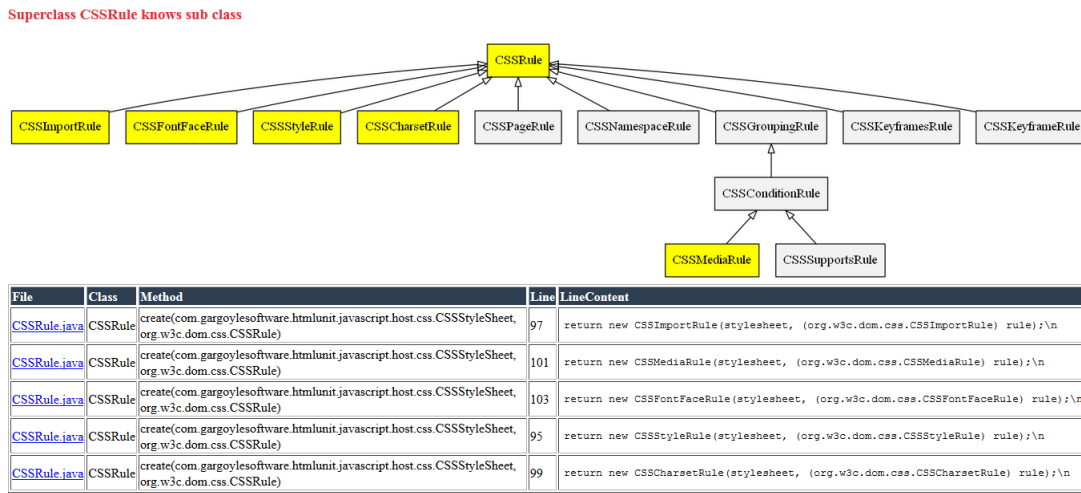 Superclass CSSRule knows sub class
CSSRule
CSSImportRule CSSFontFaceRule CSSStyleRule CSSCharsetRule CSSPageRule CSSNamespaceRule CSSGroupingRule CSSKeyframesRule CSSKeyframeRule
CSSConditionRule
CSSMediaRule CSSSupportsRule
File Class Method Line LineContent
CSSRule.java CSSRule create(com.gargoylesoftware.htmlunit.javascript.host.css.CSSStyleSheet, 97 return new CSSImportRule(stylesheet, (org.w3c.dom.css.CSSImportRule) rule);\n
org.w3c.dom.css.CSSRule)
CSSRule.java CSSRule create(com.gargoylesoftware.htmlunit.javascript.host.css.CSSStyleSheet, 101 return new CSSMediaRule(stylesheet, (org.w3c.dom.css.CSSMediaRule) rule);\n
org.w3c.dom.css.CSSRule)
CSSRule.java CSSRule create(com.gargoylesoftware.htmlunit.javascript.host.css.CSSStyleSheet, 103 return new CSSFontFaceRule(stylesheet, (org.w3c.dom.css.CSSFontFaceRule) rule);\n
org.w3c.dom.css.CSSRule)
CSSRule.java CSSRule create(com.gargoylesoftware.htmlunit.javascript.host.css.CSSStyleSheet, 95 return new CSSStyleRule(stylesheet, (org.w3c.dom.css.CSSStyleRule) rule);\n
org.w3c.dom.css.CSSRule)
CSSRule.java CSSRule create(com.gargoylesoftware.htmlunit.javascript.host.css.CSSStyleSheet, 99 return new CSSCharsetRule(stylesheet, (org.w3c.dom.css.CSSCharsetRule) rule);\n
org.w3c.dom.css.CSSRule)